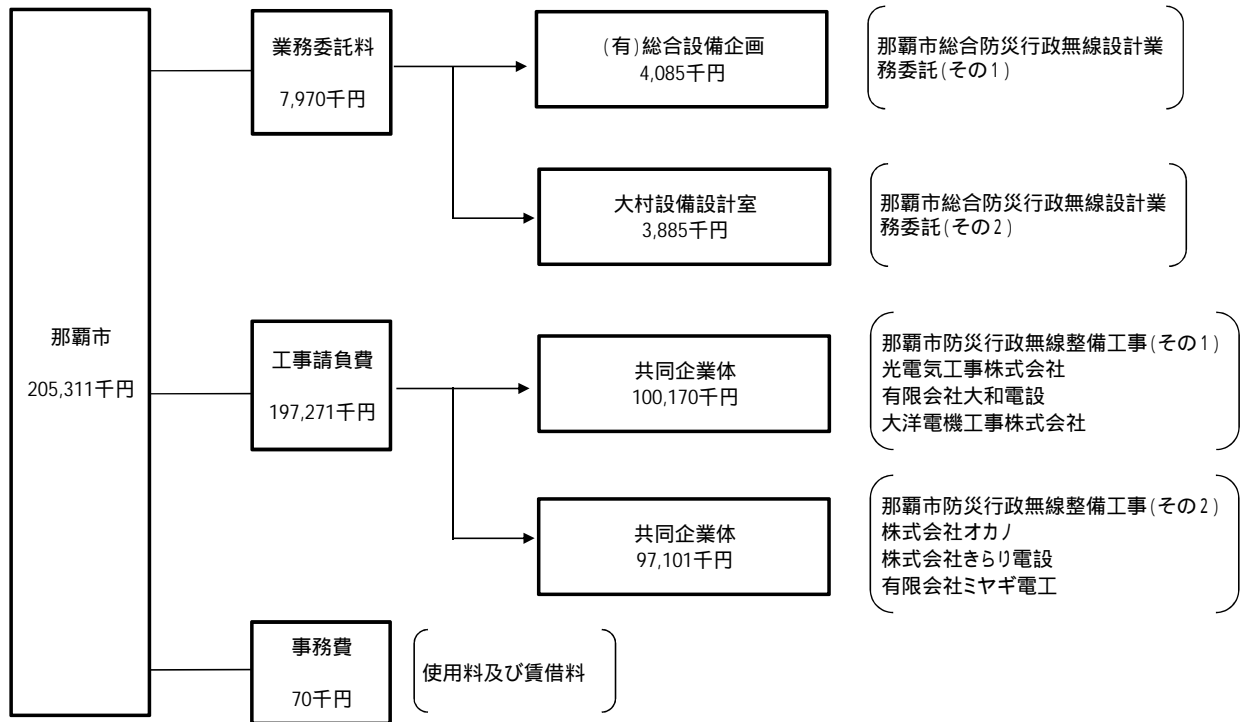 那覇市
205,311千円
業務委託料
7,970千円
(有)総合設備企画
4,085千円
那覇市総合防災行政無線設計業
務委託(その1)
大村設備設計室
3,885千円
那覇市総合防災行政無線設計業
務委託(その2)
工事請負費
197,271千円
共同企業体
100,170千円
那覇市防災行政無線整備工事(その1)
光電気工事株式会社
有限会社大和電設
大洋電機工事株式会社
共同企業体
97,101千円
那覇市防災行政無線整備工事(その2)
株式会社オカノ
株式会社きらり電設
有限会社ミヤギ電工
事務費
70千円
使用料及び賃借料